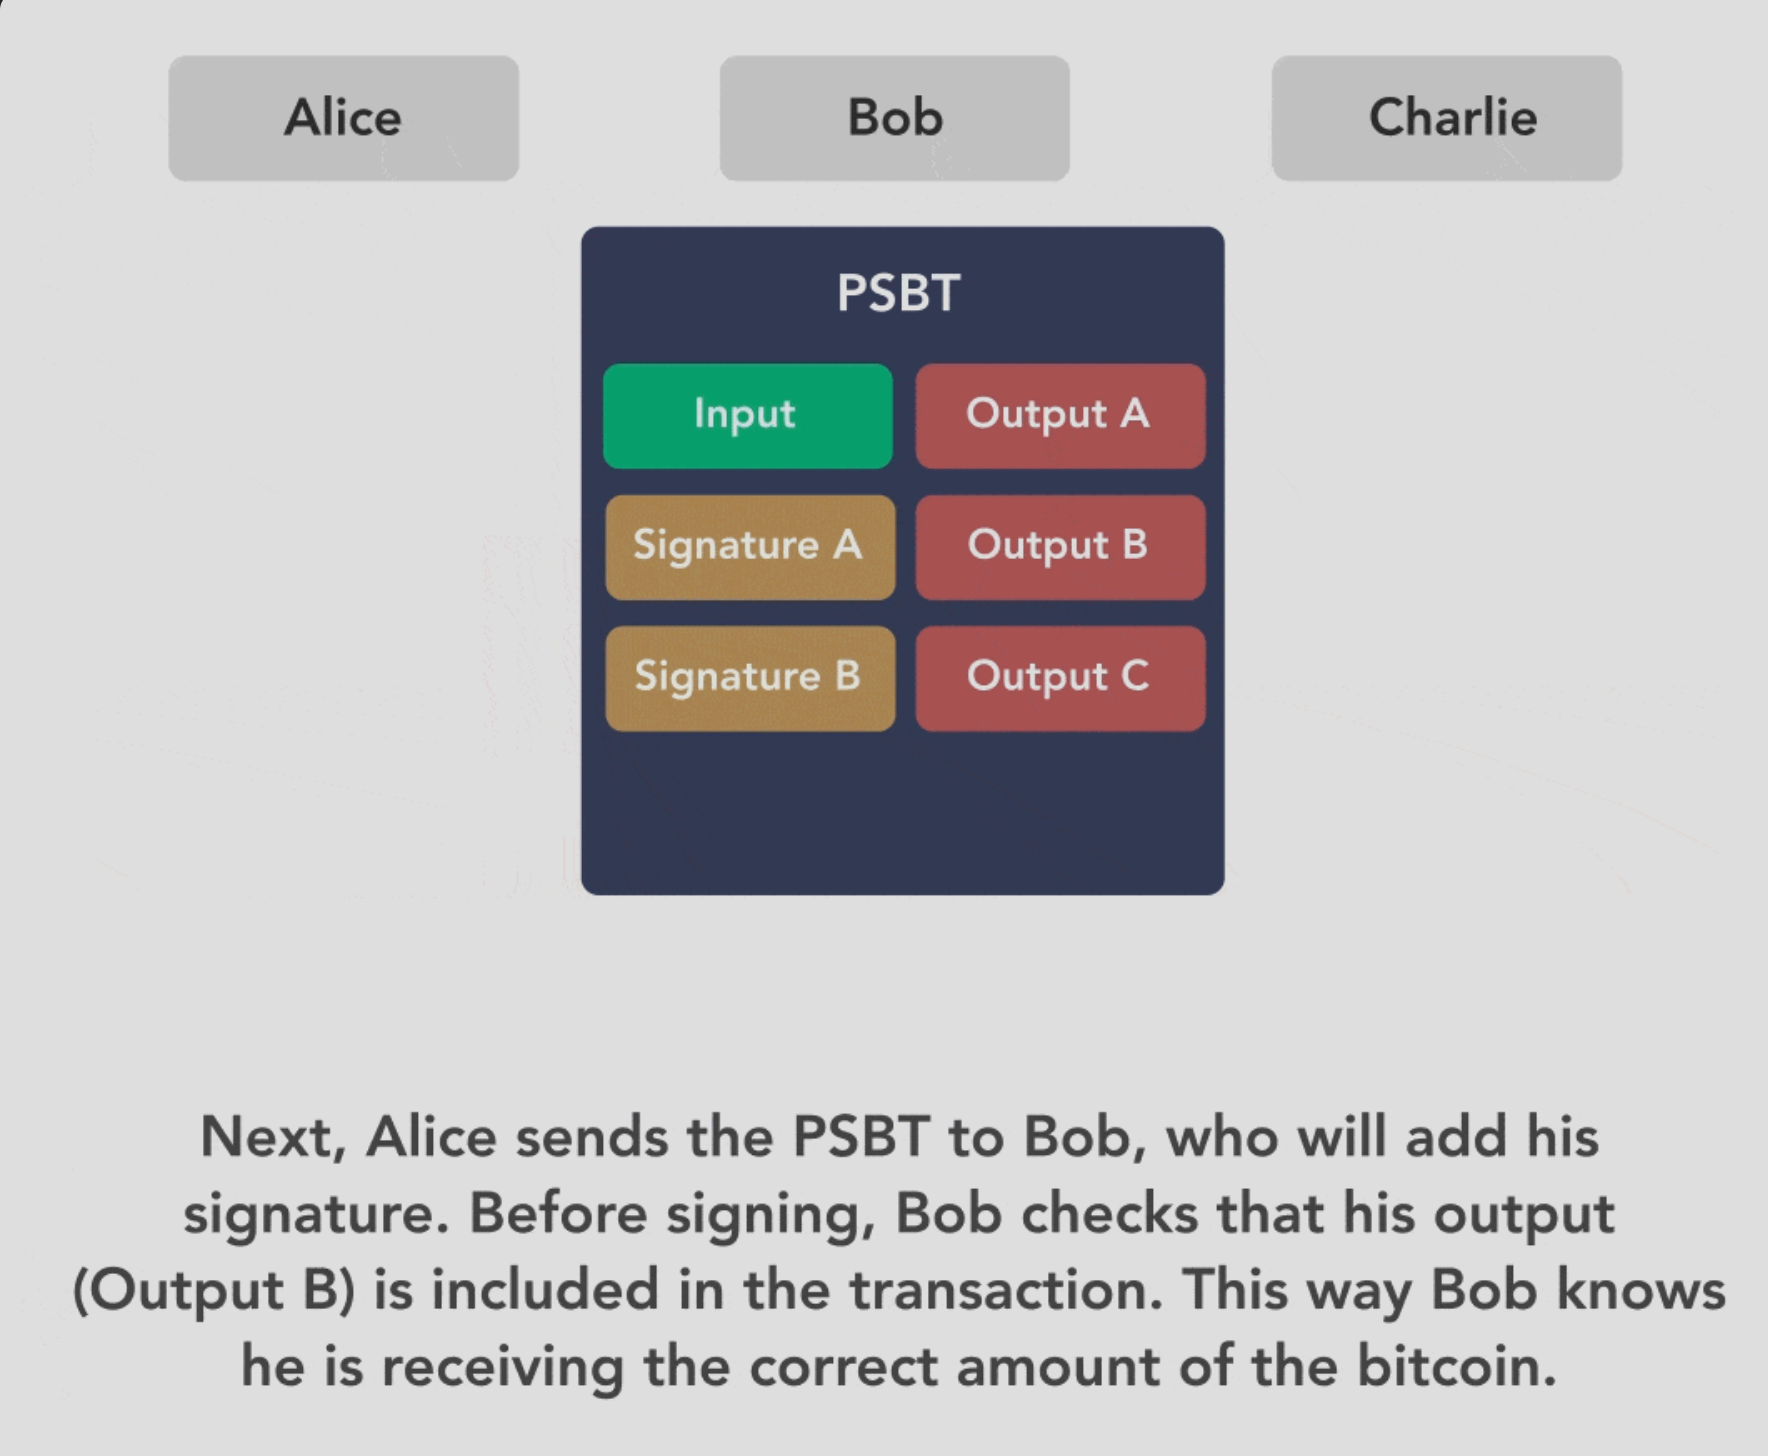 Alice
Bob
Charlie
PSBT
Input
Output A
Signature A
Output B
Signature B
Output C
Next, Alice sends the PSBT to Bob, who will add his
signature. Before signing, Bob checks that his output
(Output B) is included in the transaction. This way Bob knows
he is receiving the correct amount of the bitcoin.